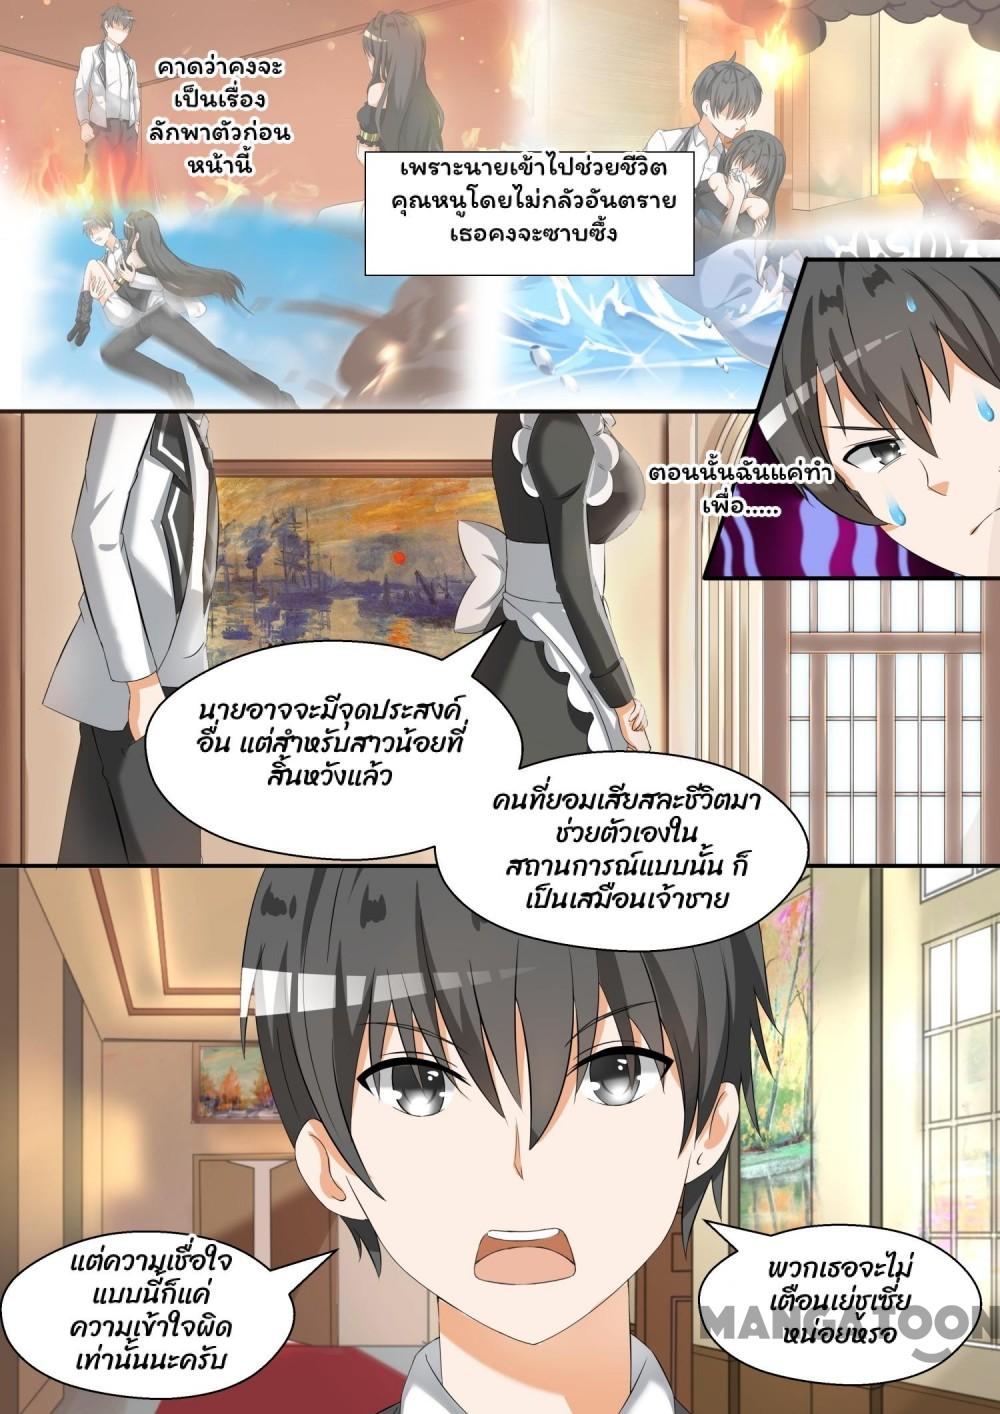 คาดว่าคงจะ
เป็นเรื่อง
ลักพาตัวก่อน
หน้านี้
เพราะนายเข้าไปช่วยชีวิต
คุณหนูโดยไม่กลัวอันตราย
เธอคงจะซาบซึ้ง
ตอนนั้นฉันแค่ทำ
เพื่อ.....
นายอาจจะมีจุดประสงค์
อื่น แต่สำหรับสาวน้อยที่
สิ้นหวังแล้ว
คนที่ยอมเสียสละชีวิตมา
ช่วยตัวเองใน
สถานการณ์แบบนั้น ก็
เป็นเสมือนเจ้าชาย
แต่ความเชื่อใจ
แบบนี้ก็แค่
ความเข้าใจผิด
เท่านั้นนะครับ
พวกเธอจะไม่
เตือนเย่ชูเซี่ย
หน่อยหรอ
MANGATOON